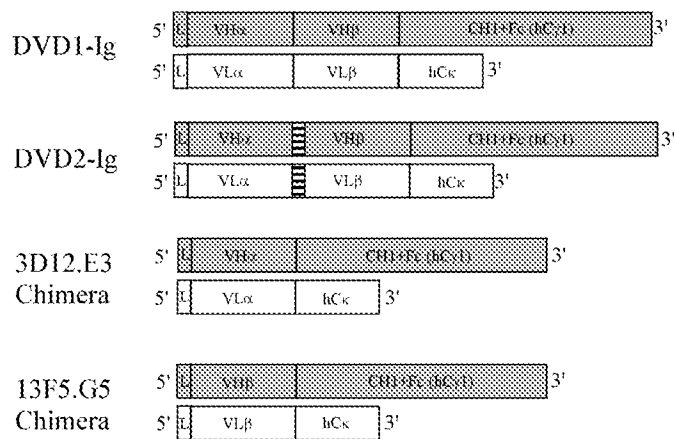 DVD1-Ig
5' L VHα VHβ CH1+Fc (hCγ1) 3'
5' L VLα VLβ hCκ 3'
DVD2-Ig
5' L VHα VHβ CH1+Fc (hCγ1) 3'
5' L VLα VLβ hCκ 3'
3D12.E3
Chimera
5' L VHα CH1+Fc (hCγ1) 3'
5' L VLα hCκ 3'
13F5.G5
Chimera
5' L VHβ CH1+Fc (hCγ1) 3'
5' L VLβ hCκ 3'